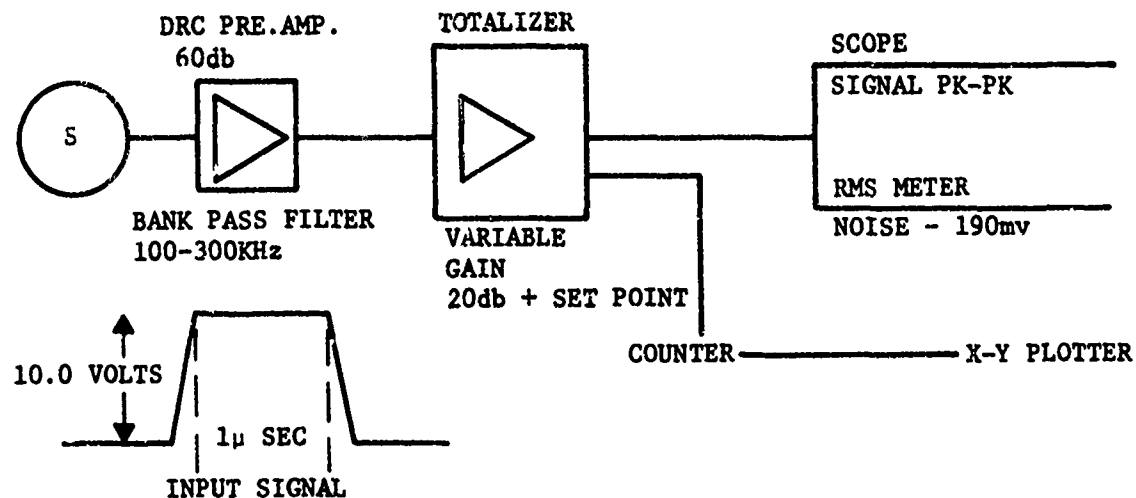 DRC PRE.AMP.
60db
S
BANK PASS FILTER
100-300KHz
TOTALIZER
VARIABLE
GAIN
20db + SET POINT
SCOPE
SIGNAL PK-PK
RMS METER
NOISE - 190mv
COUNTER
X-Y PLOTTER
10.0 VOLTS
1µ SEC
INPUT SIGNAL